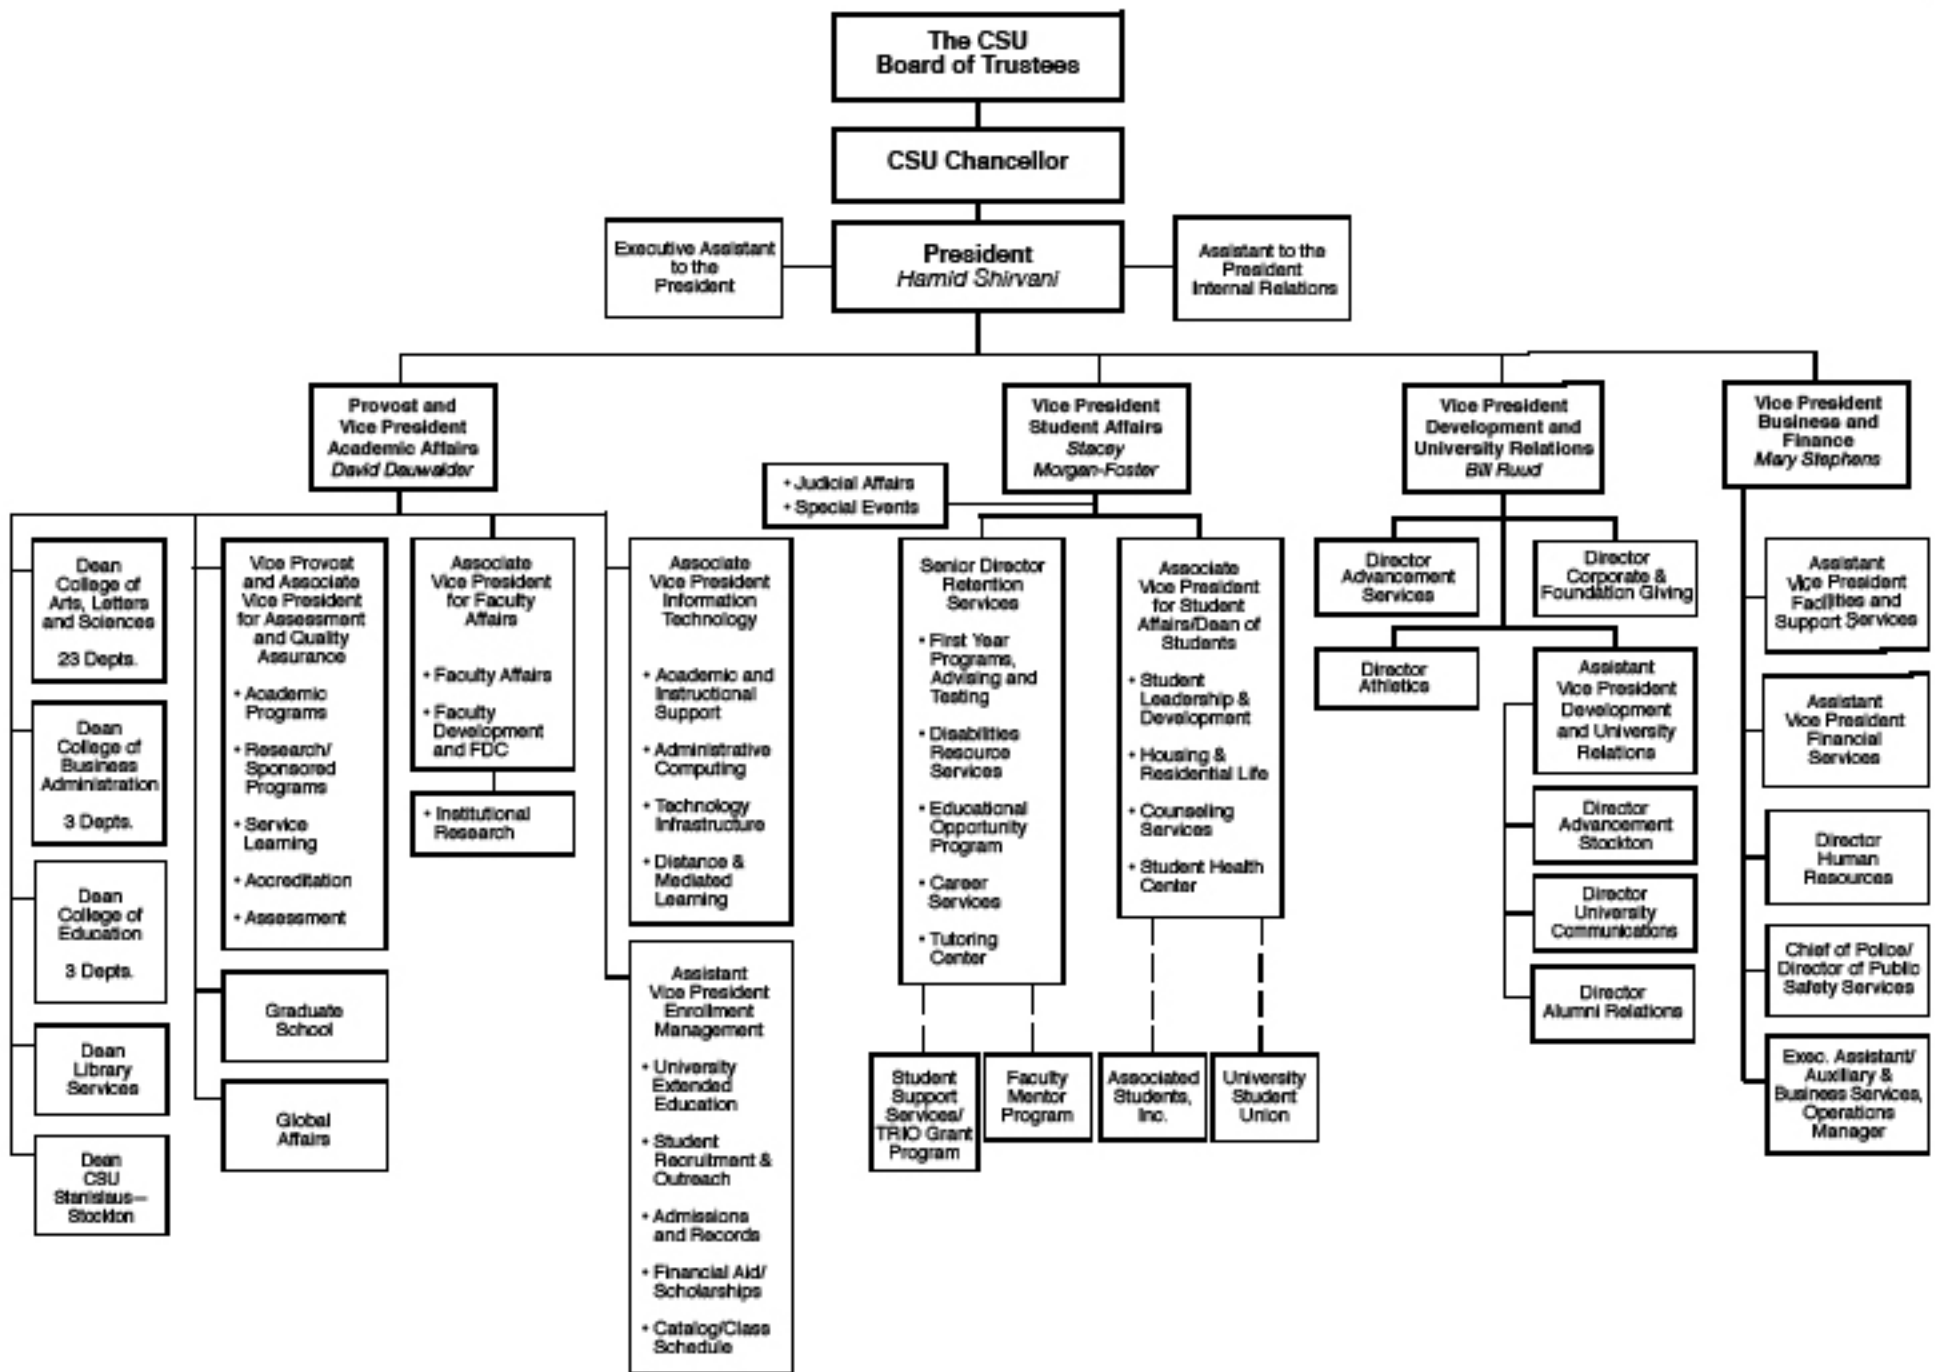 The CSU
Board of Trustees
CSU Chancellor
Executive Assistant
to the
President
President
Hamid Shirvani
Assistant to the
President
Internal Relations
Provost and
Vice President
Academic Affairs
David Dauwalder
Vice President
Student Affairs
Stacey
Morgan-Foster
Vice President
Development and
University Relations
Bill Ruud
Vice President
Business and
Finance
Mary Stephens
• Judicial Affairs
• Special Events
Dean
College of
Arts, Letters
and Sciences
23 Depts.
Dean
College of
Business
Administration
3 Depts.
Dean
College of
Education
3 Depts.
Dean
Library
Services
Dean
CSU
Stanislaus—
Stockton
Vice Provost
and Associate
Vice President
for Assessment
and Quality
Assurance
• Academic
Programs
• Research/
Sponsored
Programs
• Service
Learning
• Accreditation
• Assessment
Graduate
School
Global
Affairs
Associate
Vice President
for Faculty
Affairs
• Faculty Affairs
• Faculty
Development
and FDC
• Institutional
Research
Associate
Vice President
Information
Technology
• Academic and
Instructional
Support
• Administrative
Computing
• Technology
Infrastructure
• Distance &
Mediated
Learning
Assistant
Vice President
Enrollment
Management
• University
Extended
Education
• Student
Recruitment &
Outreach
• Admissions
and Records
• Financial Aid/
Scholarships
• Catalog/Class
Schedule
Senior Director
Retention
Services
• First Year
Programs,
Advising and
Testing
• Disabilities
Resource
Services
• Educational
Opportunity
Program
• Career
Services
• Tutoring
Center
Student
Support
Services/
TRIO Grant
Program
Faculty
Mentor
Program
Associate
Vice President
for Student
Affairs/Dean of
Students
• Student
Leadership &
Development
• Housing &
Residential Life
• Counseling
Services
• Student Health
Center
Associated
Students,
Inc.
University
Student
Union
Director
Advancement
Services
Director
Corporate &
Foundation Giving
Director
Athletics
Assistant
Vice President
Development
and University
Relations
Director
Advancement
Stockton
Director
University
Communications
Director
Alumni Relations
Assistant
Vice President
Facilities and
Support Services
Assistant
Vice President
Financial
Services
Director
Human
Resources
Chief of Police/
Director of Public
Safety Services
Exec. Assistant/
Auxiliary &
Business Services,
Operations
Manager